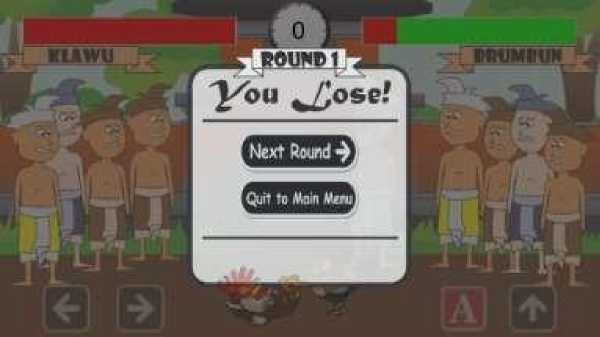 0
KLAWU
BRUMBUN
ROUND 1
You Lose!
Next Round
Quit to Main Menu
A